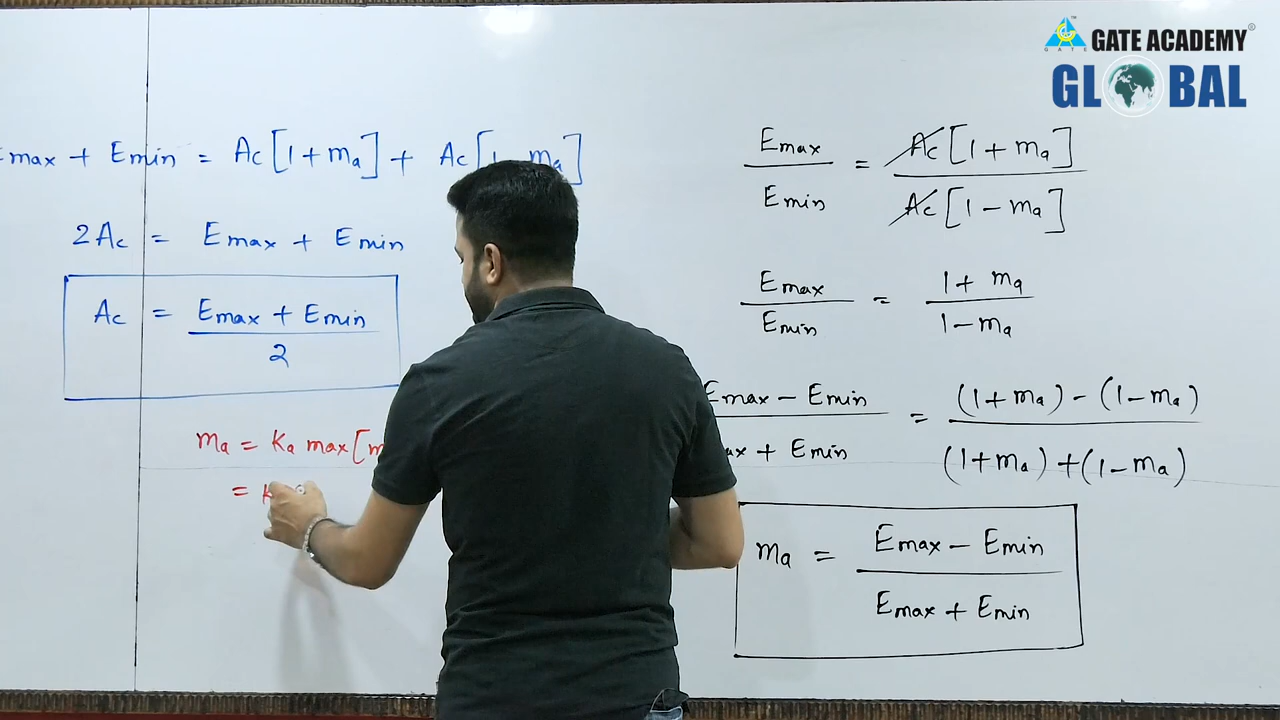 GATE ACADEMY
GATE
GLOBAL
Emax + Emin = Ac[1+ma] + Ac[1-ma]
2Ac = Emax + Emin
Ac = Emax + Emin
2
ma = Ka max[m
= K
Emax = Ac[1+ma]
Emin Ac[1-ma]
Emax = 1+ma
Emin 1-ma
Emax - Emin = (1+ma) - (1-ma)
+ Emin (1+ma) + (1-ma)
ma = Emax - Emin
Emax + Emin